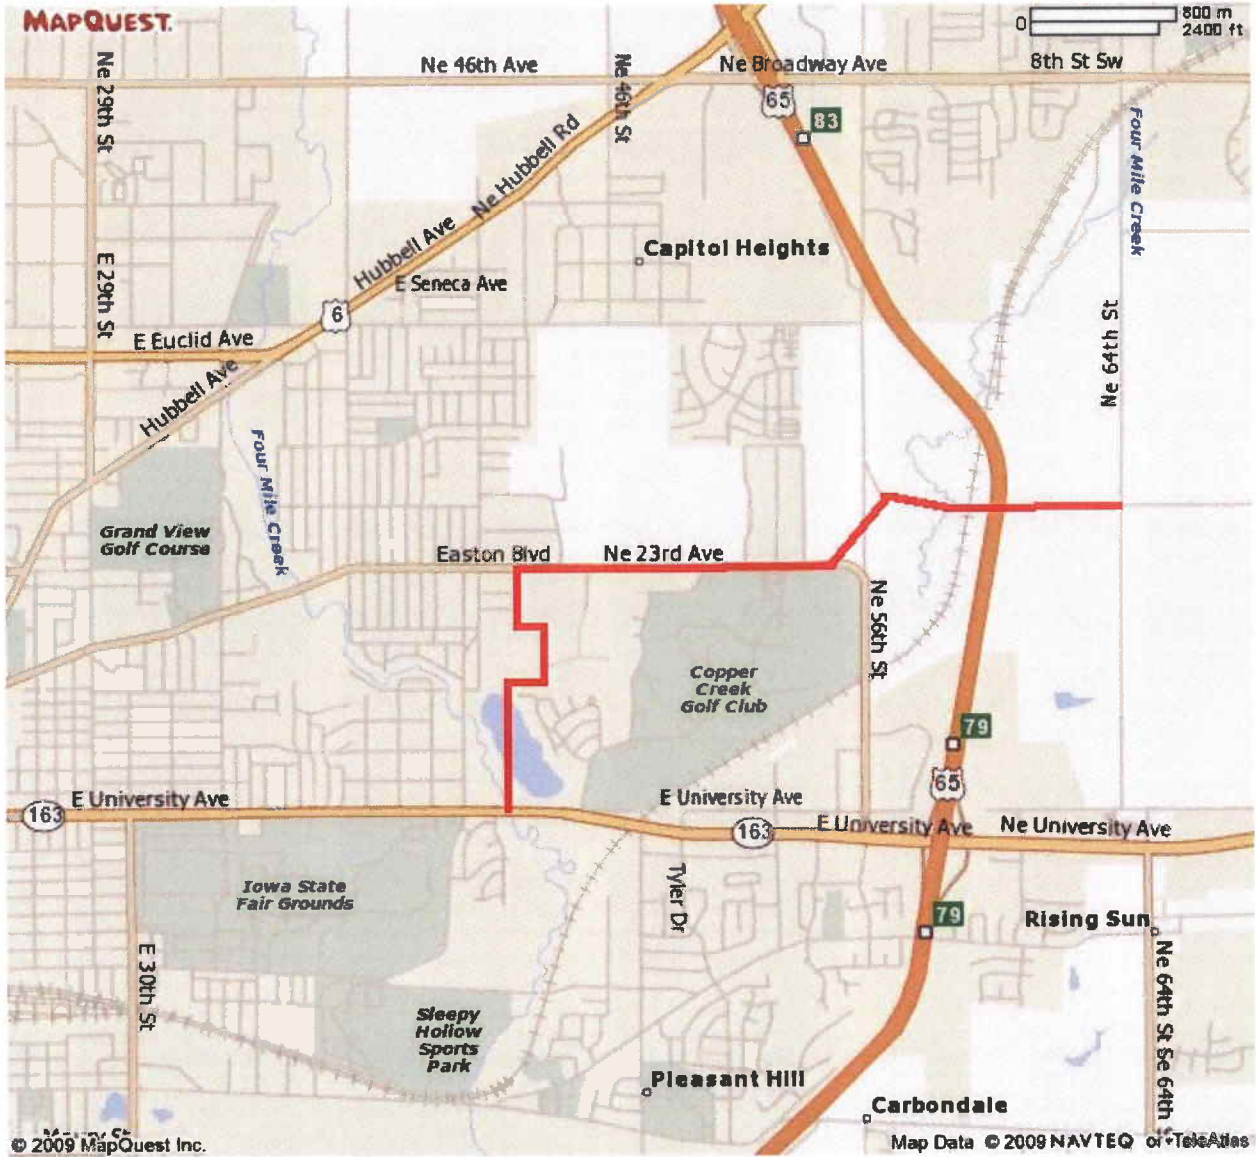 MAPQUEST.
0
800 m
2400 ft
Ne 46th Ave
Ne Broadway Ave
8th St Sw
Ne 29th St
Ne 46th St
65
83
Four Mile Creek
Ne Hubbell Rd
Hubbell Ave
Capitol Heights
E Seneca Ave
E 29th St
6
E Euclid Ave
Ne 64th St
Hubbell Ave
Four Mile Creek
Grand View
Golf Course
Easton Blvd
Ne 23rd Ave
Ne 56th St
Copper
Creek
Golf Club
79
65
E University Ave
E University Ave
163
163
E University Ave
Ne University Ave
Iowa State
Fair Grounds
Tyler Dr
79
Rising Sun
E 30th St
Ne 64th St
Se 64th
Sleepy
Hollow
Sports
Park
Pleasant Hill
Carbondale
© 2009 MapQuest Inc.
Map Data © 2009 NAVTEQ or TeleAtlas